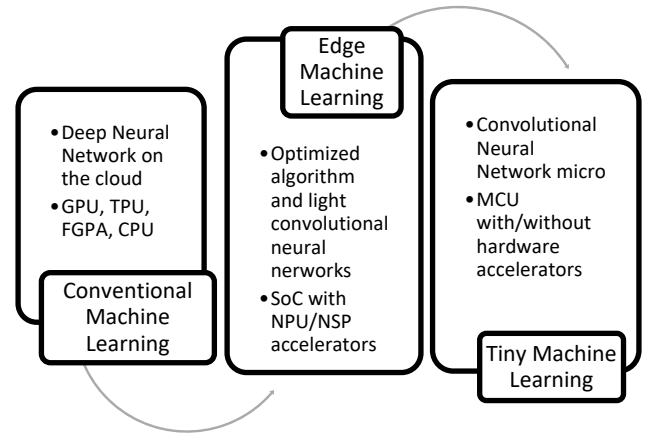 •Deep Neural
Network on
the cloud
•GPU, TPU,
FGPA, CPU
Conventional
Machine
Learning
Edge
Machine
Learning
•Optimized
algorithm
and light
convolutional
neural
nerworks
•SoC with
NPU/NSP
accelerators
•Convolutional
Neural
Network micro
•MCU
with/without
hardware
accelerators
Tiny Machine
Learning